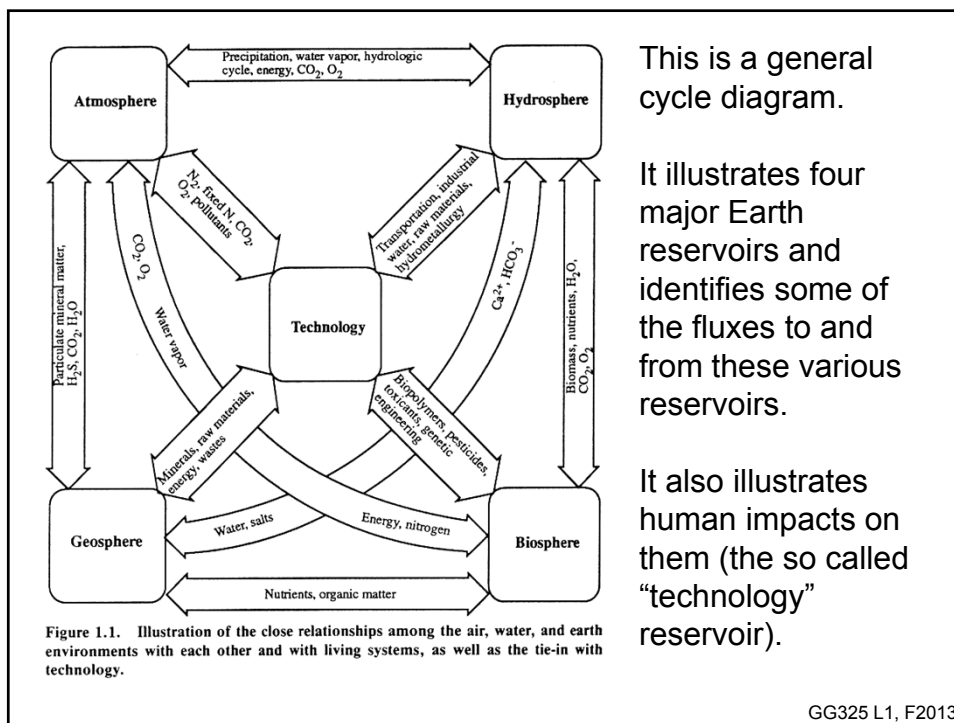 Precipitation, water vapor, hydrologic
cycle, energy, CO₂, O₂
Atmosphere
Hydrosphere
N₂, fixed N, CO₂,
O₂, pollutants
Transportation, industrial
water, raw materials,
hydrometallurgy
Particulate mineral matter,
H₂S, CO₂, H₂O
CO₂, O₂
Water vapor
Ca²⁺, HCO₃⁻
Biomass, nutrients, H₂O,
CO₂, O₂
Technology
Minerals, raw materials,
energy, wastes
Biopolymers, pesticides,
toxicants, genetic
engineering
Water, salts
Energy, nitrogen
Geosphere
Biosphere
Nutrients, organic matter
Figure 1.1. Illustration of the close relationships among the air, water, and earth
environments with each other and with living systems, as well as the tie-in with
technology.
This is a general
cycle diagram.
It illustrates four
major Earth
reservoirs and
identifies some of
the fluxes to and
from these various
reservoirs.
It also illustrates
human impacts on
them (the so called
“technology”
reservoir).
GG325 L1, F2013